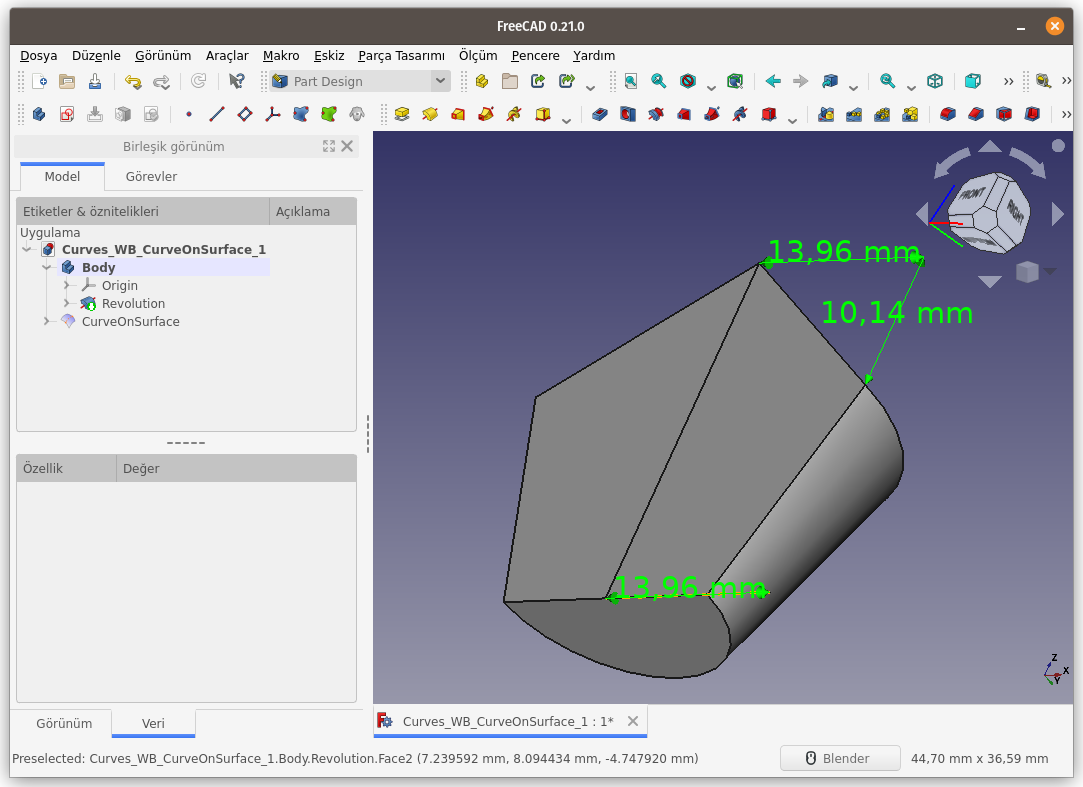 FreeCAD 0.21.0
Dosya Düzenle Görünüm Araçlar Makro Eskiz Parça Tasarımı Ölçüm Pencere Yardım
Part Design
Birleşik görünüm
Model Görevler
Etiketler & öznitelikleri Açıklama
Uygulama
Curves_WB_CurveOnSurface_1
Body
Origin
Revolution
CurveOnSurface
Özellik Değer
Görünüm Veri
FRONT
RIGHT
13,96 mm
10,14 mm
13,96 mm
Z
X
Y
Curves_WB_CurveOnSurface_1 : 1*
Preselected: Curves_WB_CurveOnSurface_1.Body.Revolution.Face2 (7.239592 mm, 8.094434 mm, -4.747920 mm)
Blender
44,70 mm x 36,59 mm